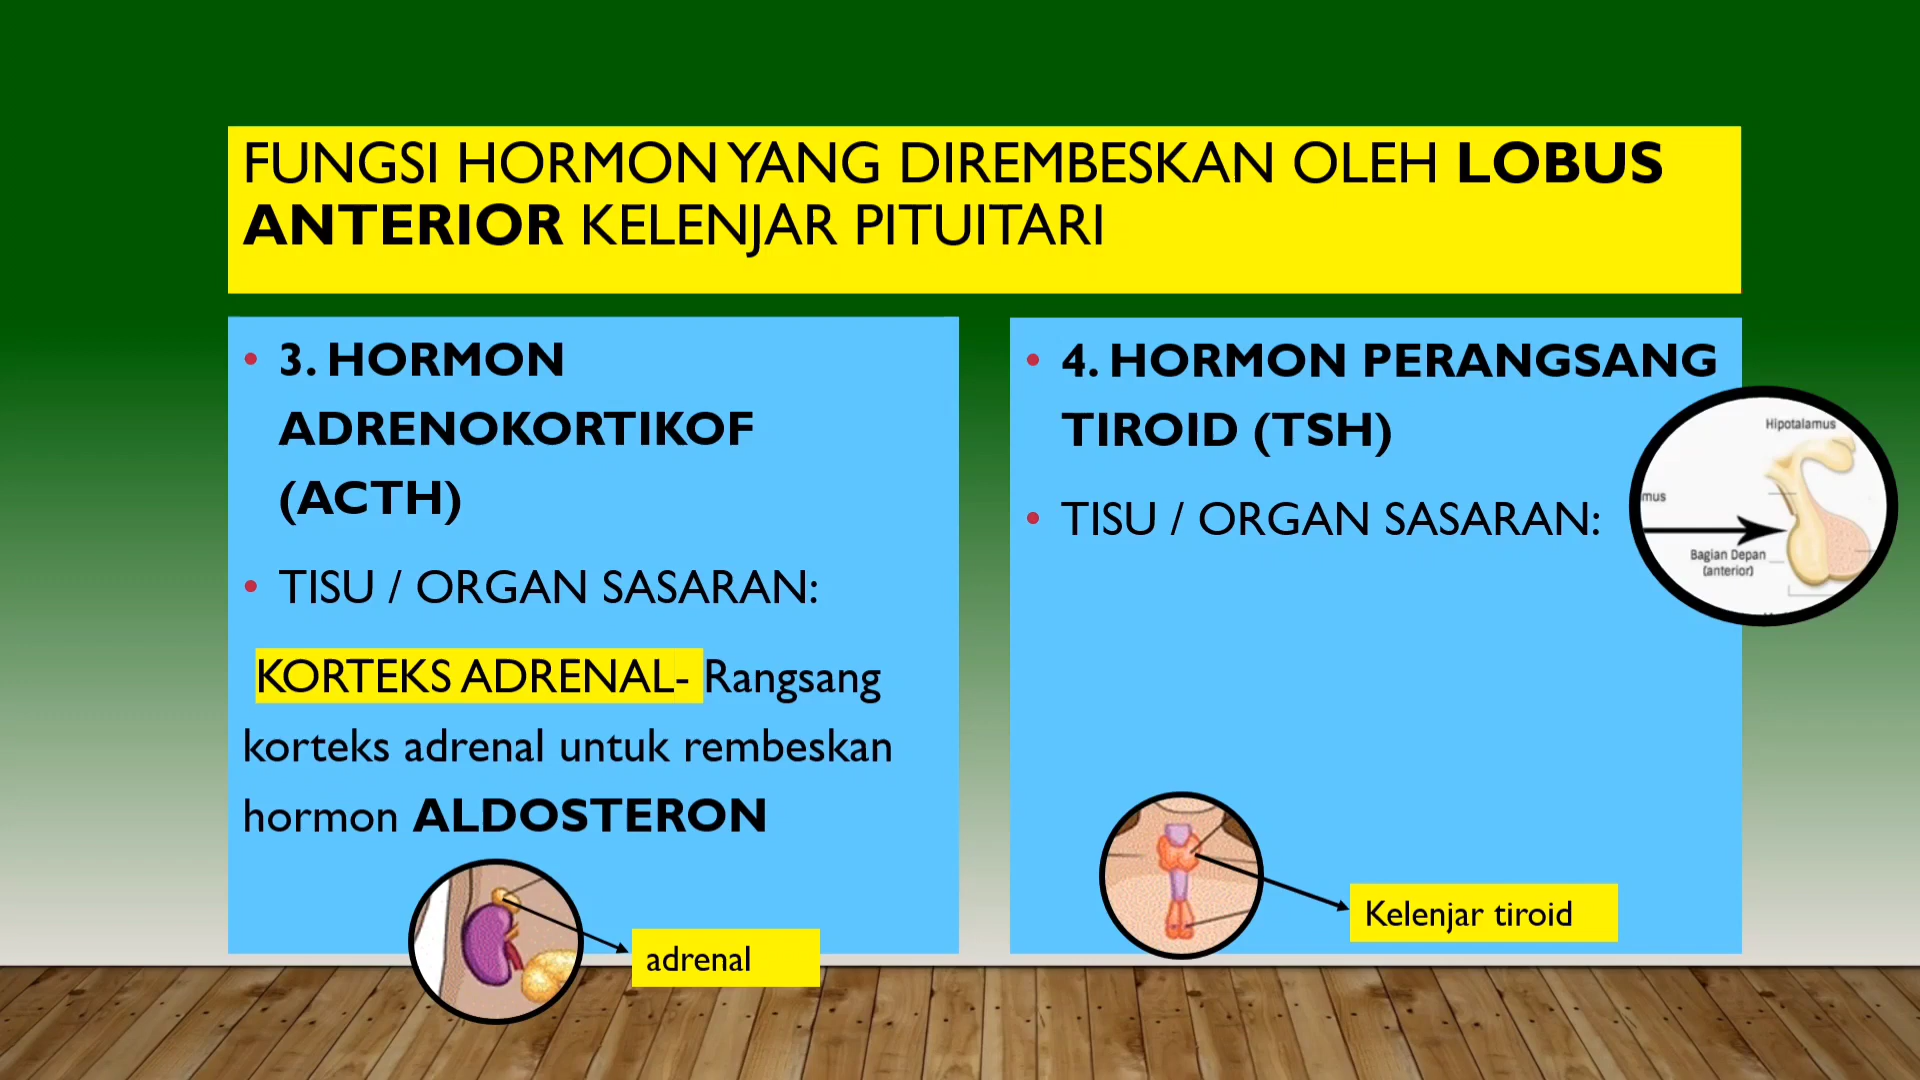 FUNGSI HORMON YANG DIREMBESKAN OLEH LOBUS
ANTERIOR KELENJAR PITUITARI
• 3. HORMON
ADRENOKORTIKOF
(ACTH)
• TISU / ORGAN SASARAN:
KORTEKS ADRENAL- Rangsang
korteks adrenal untuk rembeskan
hormon ALDOSTERON
adrenal
• 4. HORMON PERANGSANG
TIROID (TSH)
• TISU / ORGAN SASARAN:
Hipotalamus
mus
Bagian Depan
(anterior)
Kelenjar tiroid